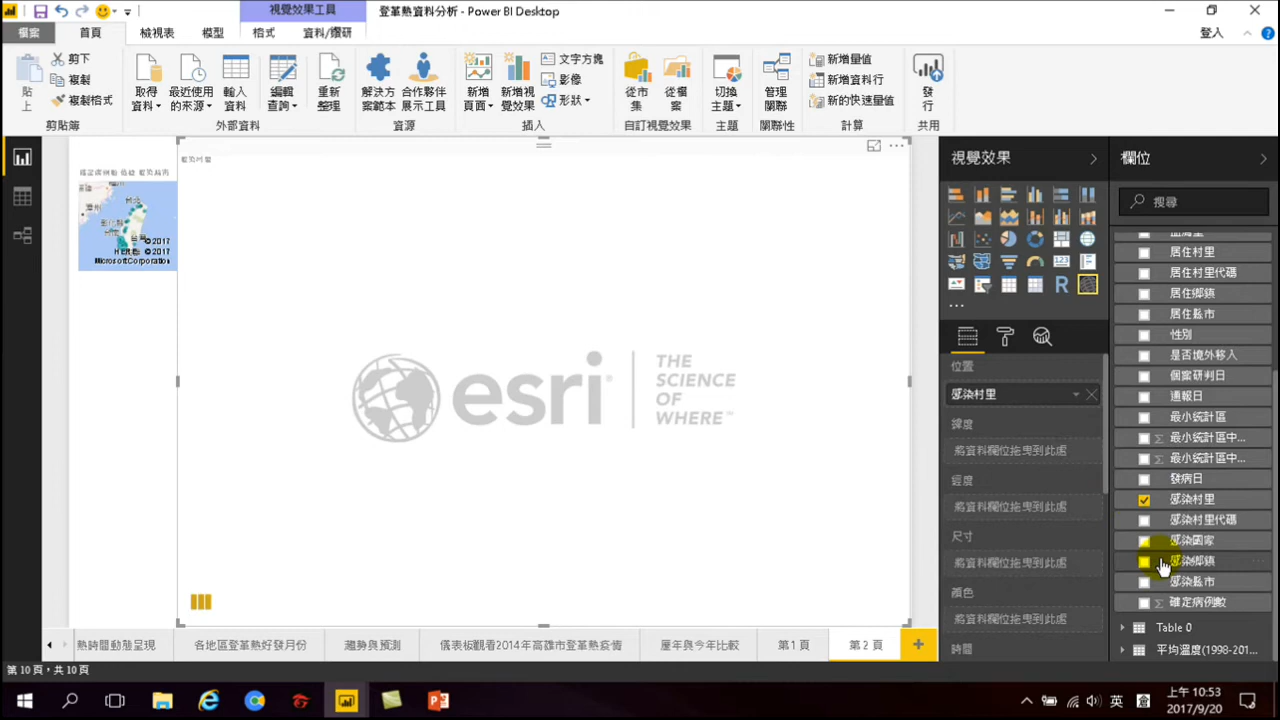 視覺效果工具
登革熱資料分析 - Power BI Desktop
檔案
首頁
檢視表
模型
格式
資料/鑽研
登入
貼上
剪下
複製
複製格式
剪貼簿
取得資料
最近使用的來源
輸入資料
編輯查詢
重新整理
外部資料
解決方案範本
合作夥伴展示工具
資源
新增頁面
新增視覺效果
文字方塊
影像
形狀
插入
從市集
從檔案
自訂視覺效果
切換主題
主題
管理關聯
關聯性
新增量值
新增資料行
新的快速量值
計算
發行
共用
感染村里
台北
© 2017
HERE © 2017
Microsoft Corporation
esri
THE
SCIENCE
OF
WHERE™
視覺效果
R
位置
感染村里
緯度
將資料欄位拖曳到此處
經度
將資料欄位拖曳到此處
尺寸
將資料欄位拖曳到此處
顏色
將資料欄位拖曳到此處
時間
欄位
搜尋
居住村里
居住村里代碼
居住鄉鎮
居住縣市
性別
是否境外移入
個案研判日
通報日
最小統計區
最小統計區中...
最小統計區中...
發病日
感染村里
感染村里代碼
感染國家
感染鄉鎮
感染縣市
確定病例數
Table 0
平均溫度(1998-201...
熱時間動態呈現
各地區登革熱好發月份
趨勢與預測
儀表板觀看2014年高雄市登革熱疫情
歷年與今年比較
第 1 頁
第 2 頁
第 10 頁，共 10 頁
英
上午 10:53
2017/9/20